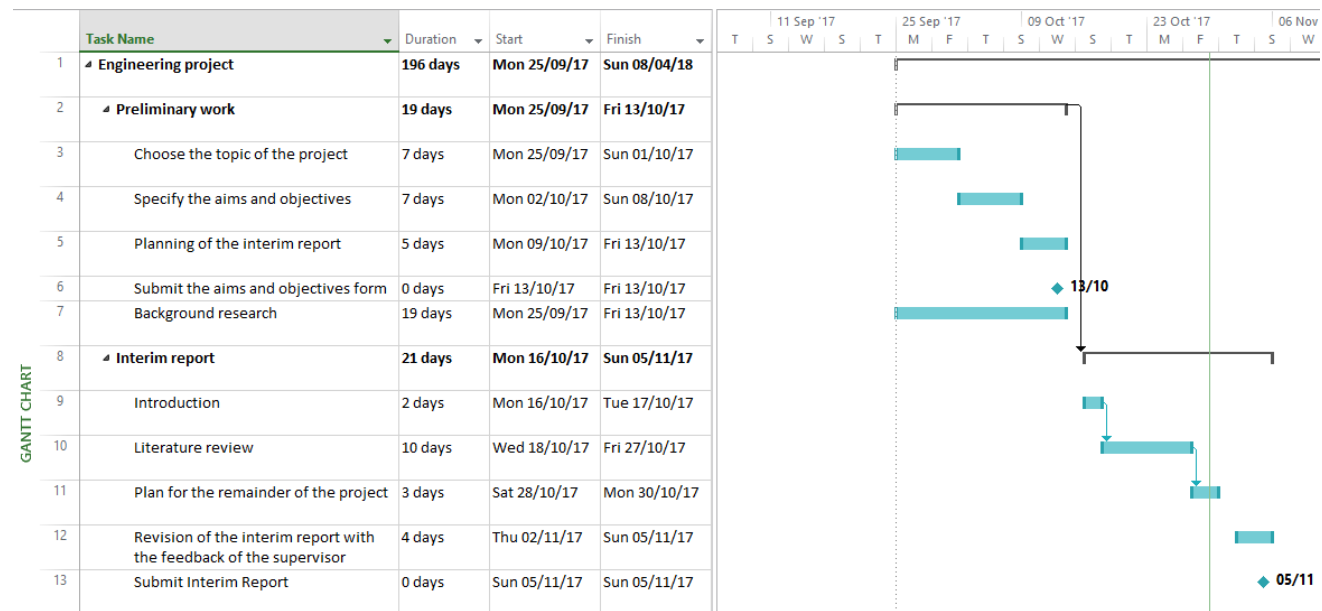 11 Sep '17 25 Sep '17 09 Oct '17 23 Oct '17 06 Nov
Task Name Duration Start Finish T S W S T M F T S W S T M F T S W
1 Engineering project 196 days Mon 25/09/17 Sun 08/04/18
2 Preliminary work 19 days Mon 25/09/17 Fri 13/10/17
3 Choose the topic of the project 7 days Mon 25/09/17 Sun 01/10/17
4 Specify the aims and objectives 7 days Mon 02/10/17 Sun 08/10/17
5 Planning of the interim report 5 days Mon 09/10/17 Fri 13/10/17
6 Submit the aims and objectives form 0 days Fri 13/10/17 Fri 13/10/17 13/10
7 Background research 19 days Mon 25/09/17 Fri 13/10/17
8 Interim report 21 days Mon 16/10/17 Sun 05/11/17
9 Introduction 2 days Mon 16/10/17 Tue 17/10/17
10 Literature review 10 days Wed 18/10/17 Fri 27/10/17
11 Plan for the remainder of the project 3 days Sat 28/10/17 Mon 30/10/17
12 Revision of the interim report with 4 days Thu 02/11/17 Sun 05/11/17
the feedback of the supervisor
13 Submit Interim Report 0 days Sun 05/11/17 Sun 05/11/17 05/11
GANTT CHART